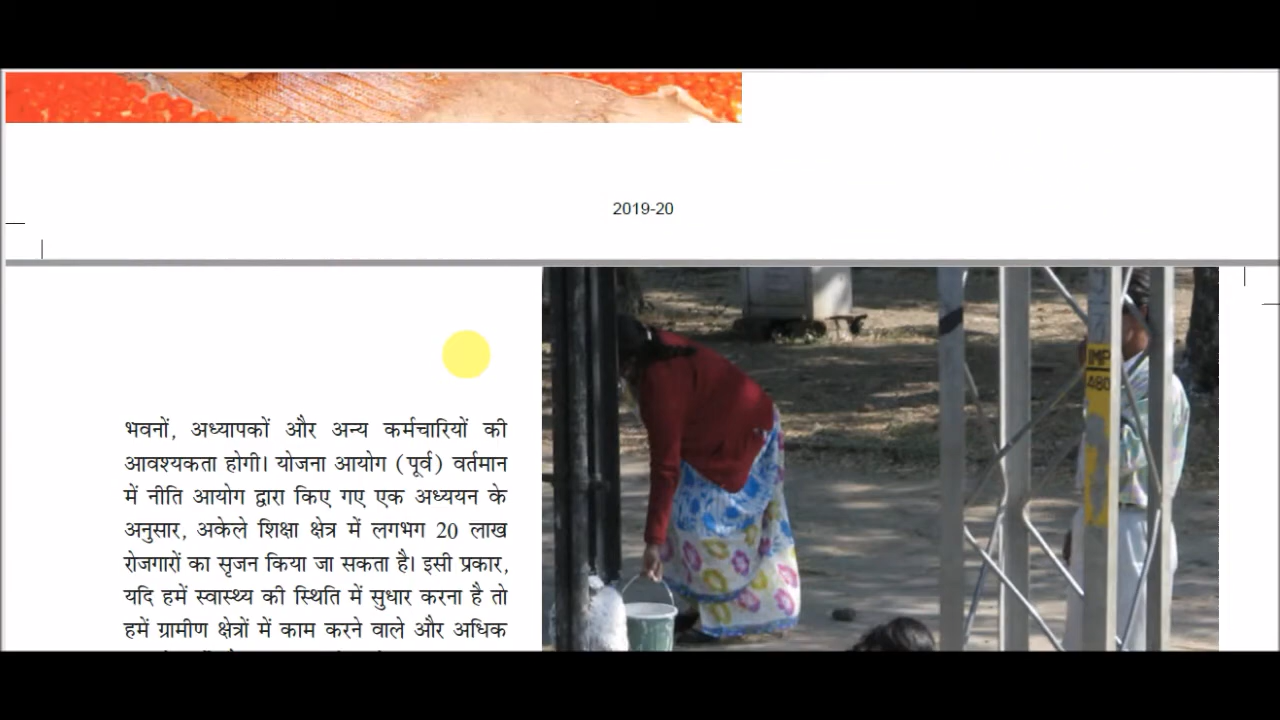 2019-20
भवनों, अध्यापकों और अन्य कर्मचारियों की
आवश्यकता होगी। योजना आयोग (पूर्व) वर्तमान
में नीति आयोग द्वारा किए गए एक अध्ययन के
अनुसार, अकेले शिक्षा क्षेत्र में लगभग 20 लाख
रोजगारों का सृजन किया जा सकता है। इसी प्रकार,
यदि हमें स्वास्थ्य की स्थिति में सुधार करना है तो
हमें ग्रामीण क्षेत्रों में काम करने वाले और अधिक
IMP
480